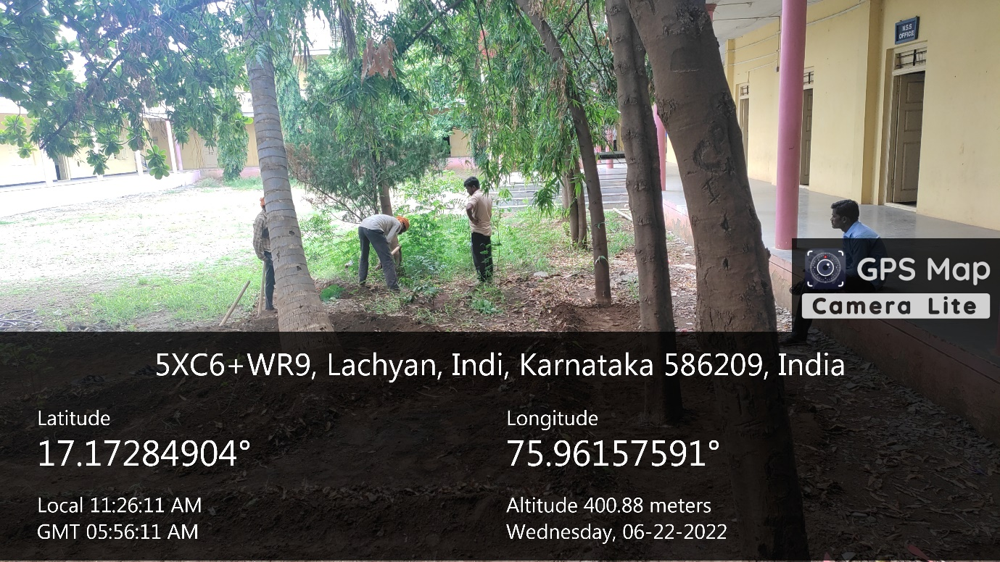 N.S.S
OFFICE
GPS Map
Camera Lite
5XC6+WR9, Lachyan, Indi, Karnataka 586209, India
Latitude
17.17284904°
Longitude
75.96157591°
Local 11:26:11 AM
GMT 05:56:11 AM
Altitude 400.88 meters
Wednesday, 06-22-2022